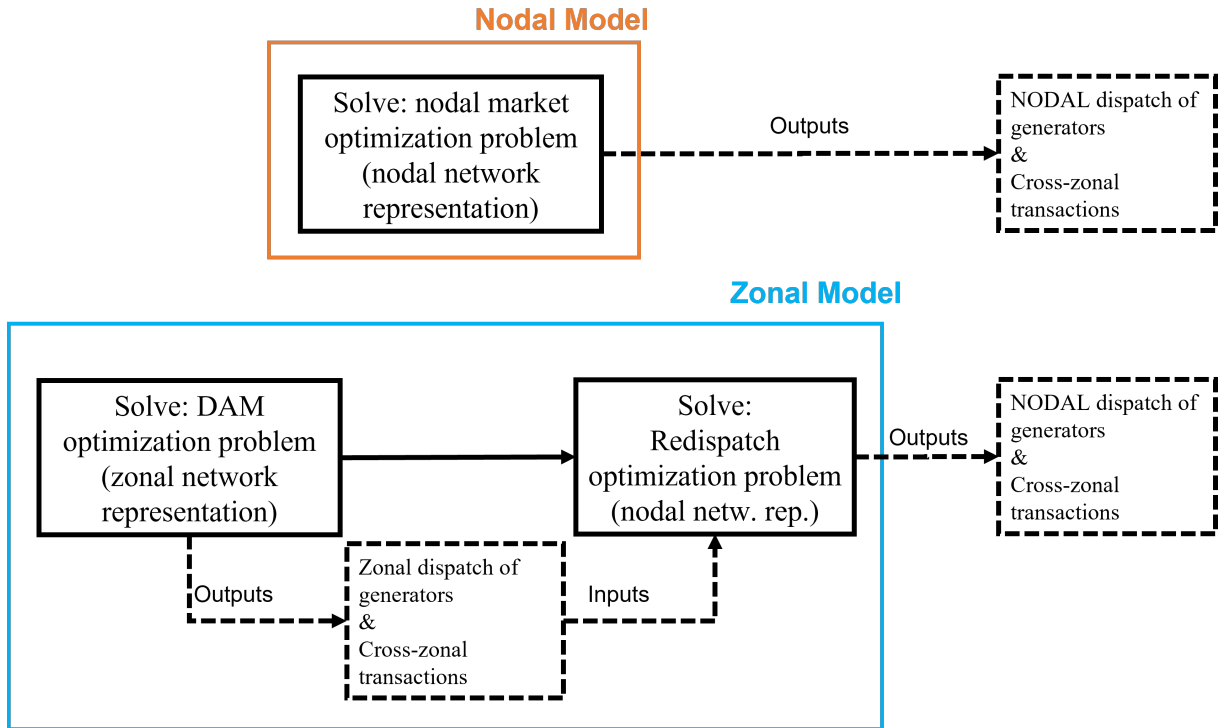 Nodal Model
Solve: nodal market
optimization problem
(nodal network
representation)
Outputs
NODAL dispatch of
generators
&
Cross-zonal
transactions
Zonal Model
Solve: DAM
optimization problem
(zonal network
representation)
Solve:
Redispatch
optimization problem
(nodal netw. rep.)
Outputs
NODAL dispatch of
generators
&
Cross-zonal
transactions
Outputs
Zonal dispatch of
generators
&
Cross-zonal
transactions
Inputs